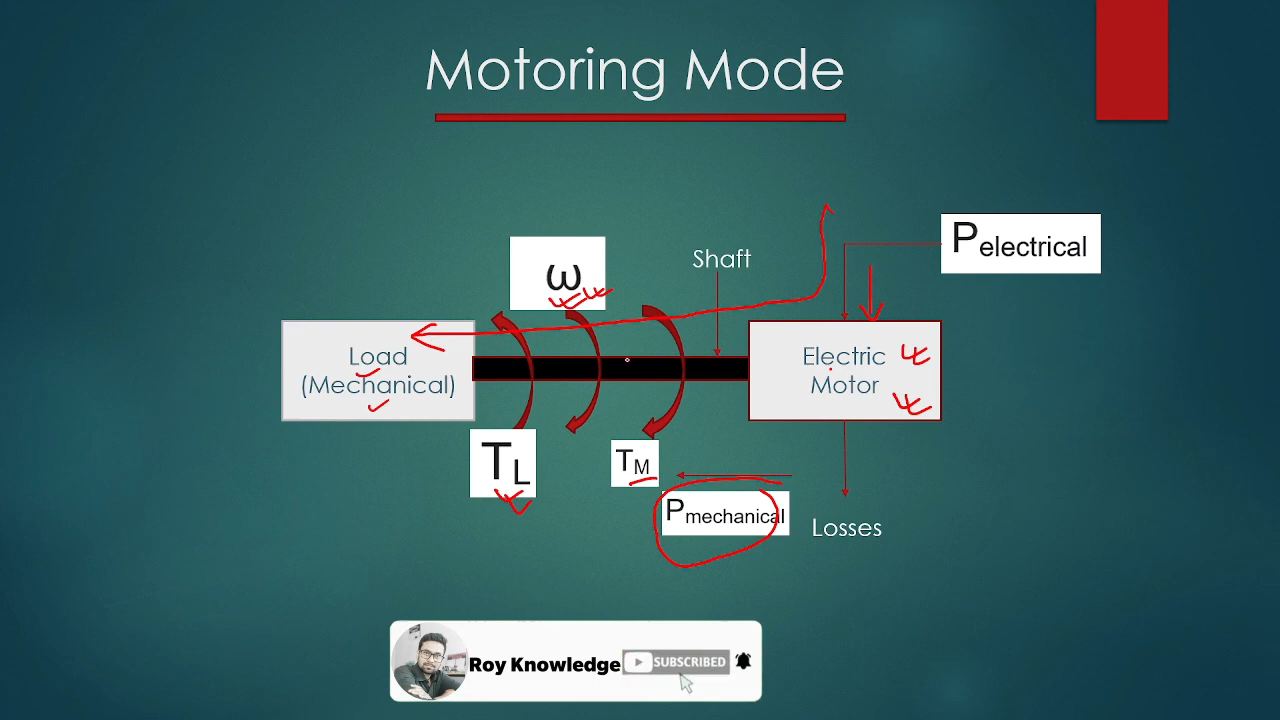 Motoring Mode
Pelectrical
ω
Shaft
Load
(Mechanical)
Electric
Motor
TL
TM
Pmechanical
Losses
Roy Knowledge
SUBSCRIBED